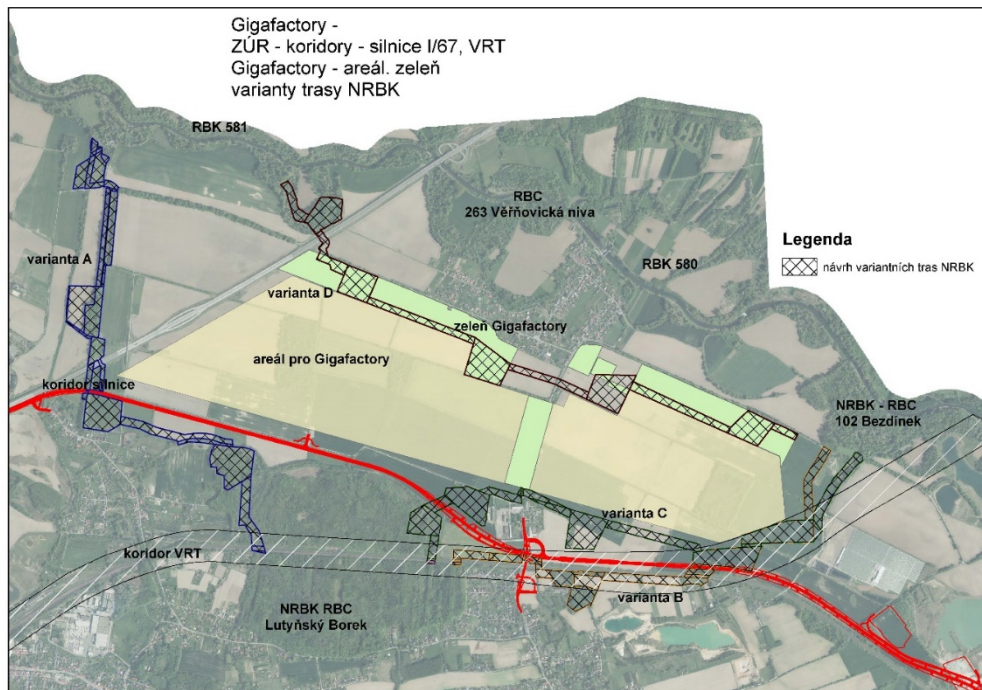 Gigafactory -
ZÚR - koridory - silnice I/67, VRT
Gigafactory - areál. zeleň
varianty trasy NRBK
RBK 581
RBC
263 Věřňovická niva
Legenda
návrh variantních tras NRBK
varianta A
RBK 580
varianta D
zeleň Gigafactory
areál pro Gigafactory
koridor silnice
NRBK - RBC
102 Bezdínek
varianta C
koridor VRT
varianta B
NRBK RBC
Lutyňský Borek